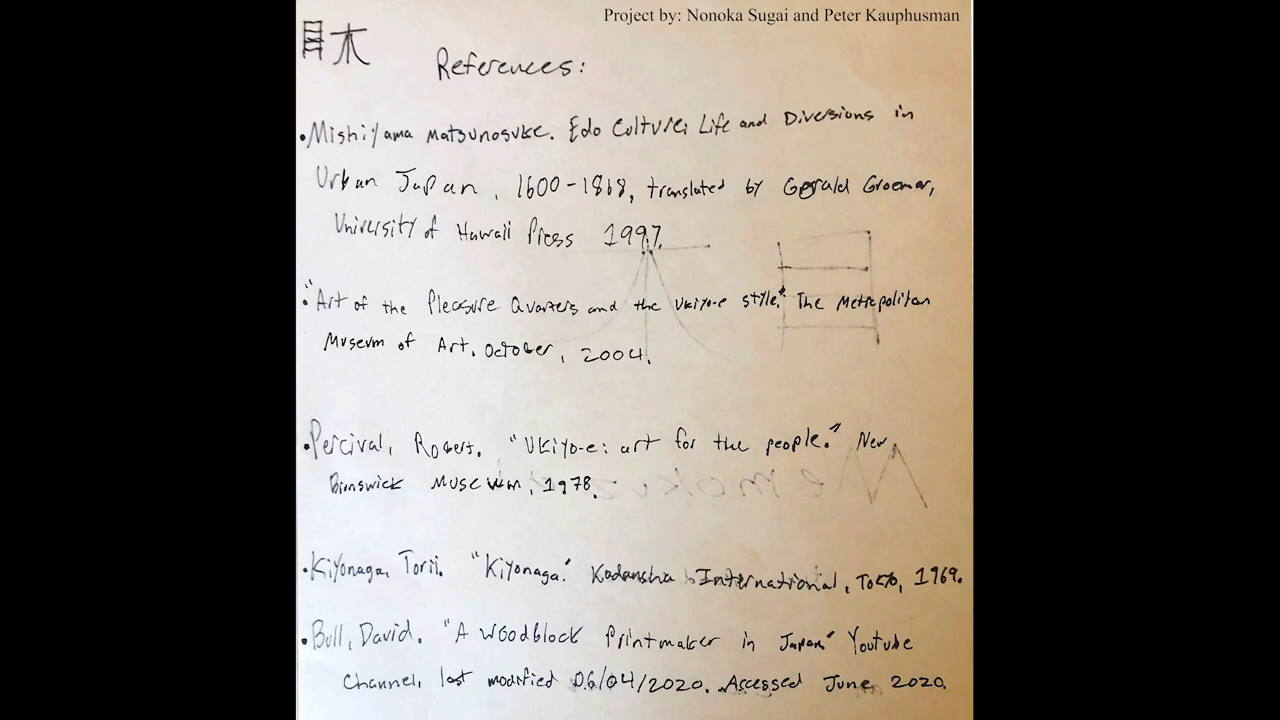 Project by: Nonoka Sugai and Peter Kauphusman
目木
References:
•Mishiyama Matsunosuke. Edo Culture: Life and Diversions in
Urban Japan, 1600-1868, translated by Gerald Groemer,
University of Hawaii Press 1997.
•"Art of the Pleasure Quarters and the Ukiyo-e style." The Metropolitan
Museum of Art. October, 2004.
•Percival, Robert. "Ukiyo-e: art for the people." New
Brunswick Museum, 1978.
•Kiyonaga, Torii. "Kiyonaga." Kodansha International, Tokyo, 1969.
•Bull, David. "A Woodblock Printmaker in Japan" Youtube
Channel, last modified 06/04/2020. Accessed June 2020.